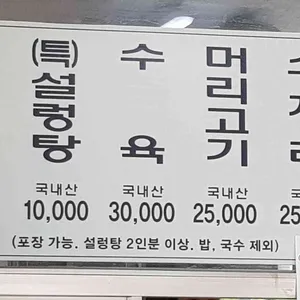 (특)설렁탕
국내산
10,000
수육
국내산
30,000
머리고기
국내산
25,000
(포장 가능. 설렁탕 2인분 이상. 밥, 국수 제외)